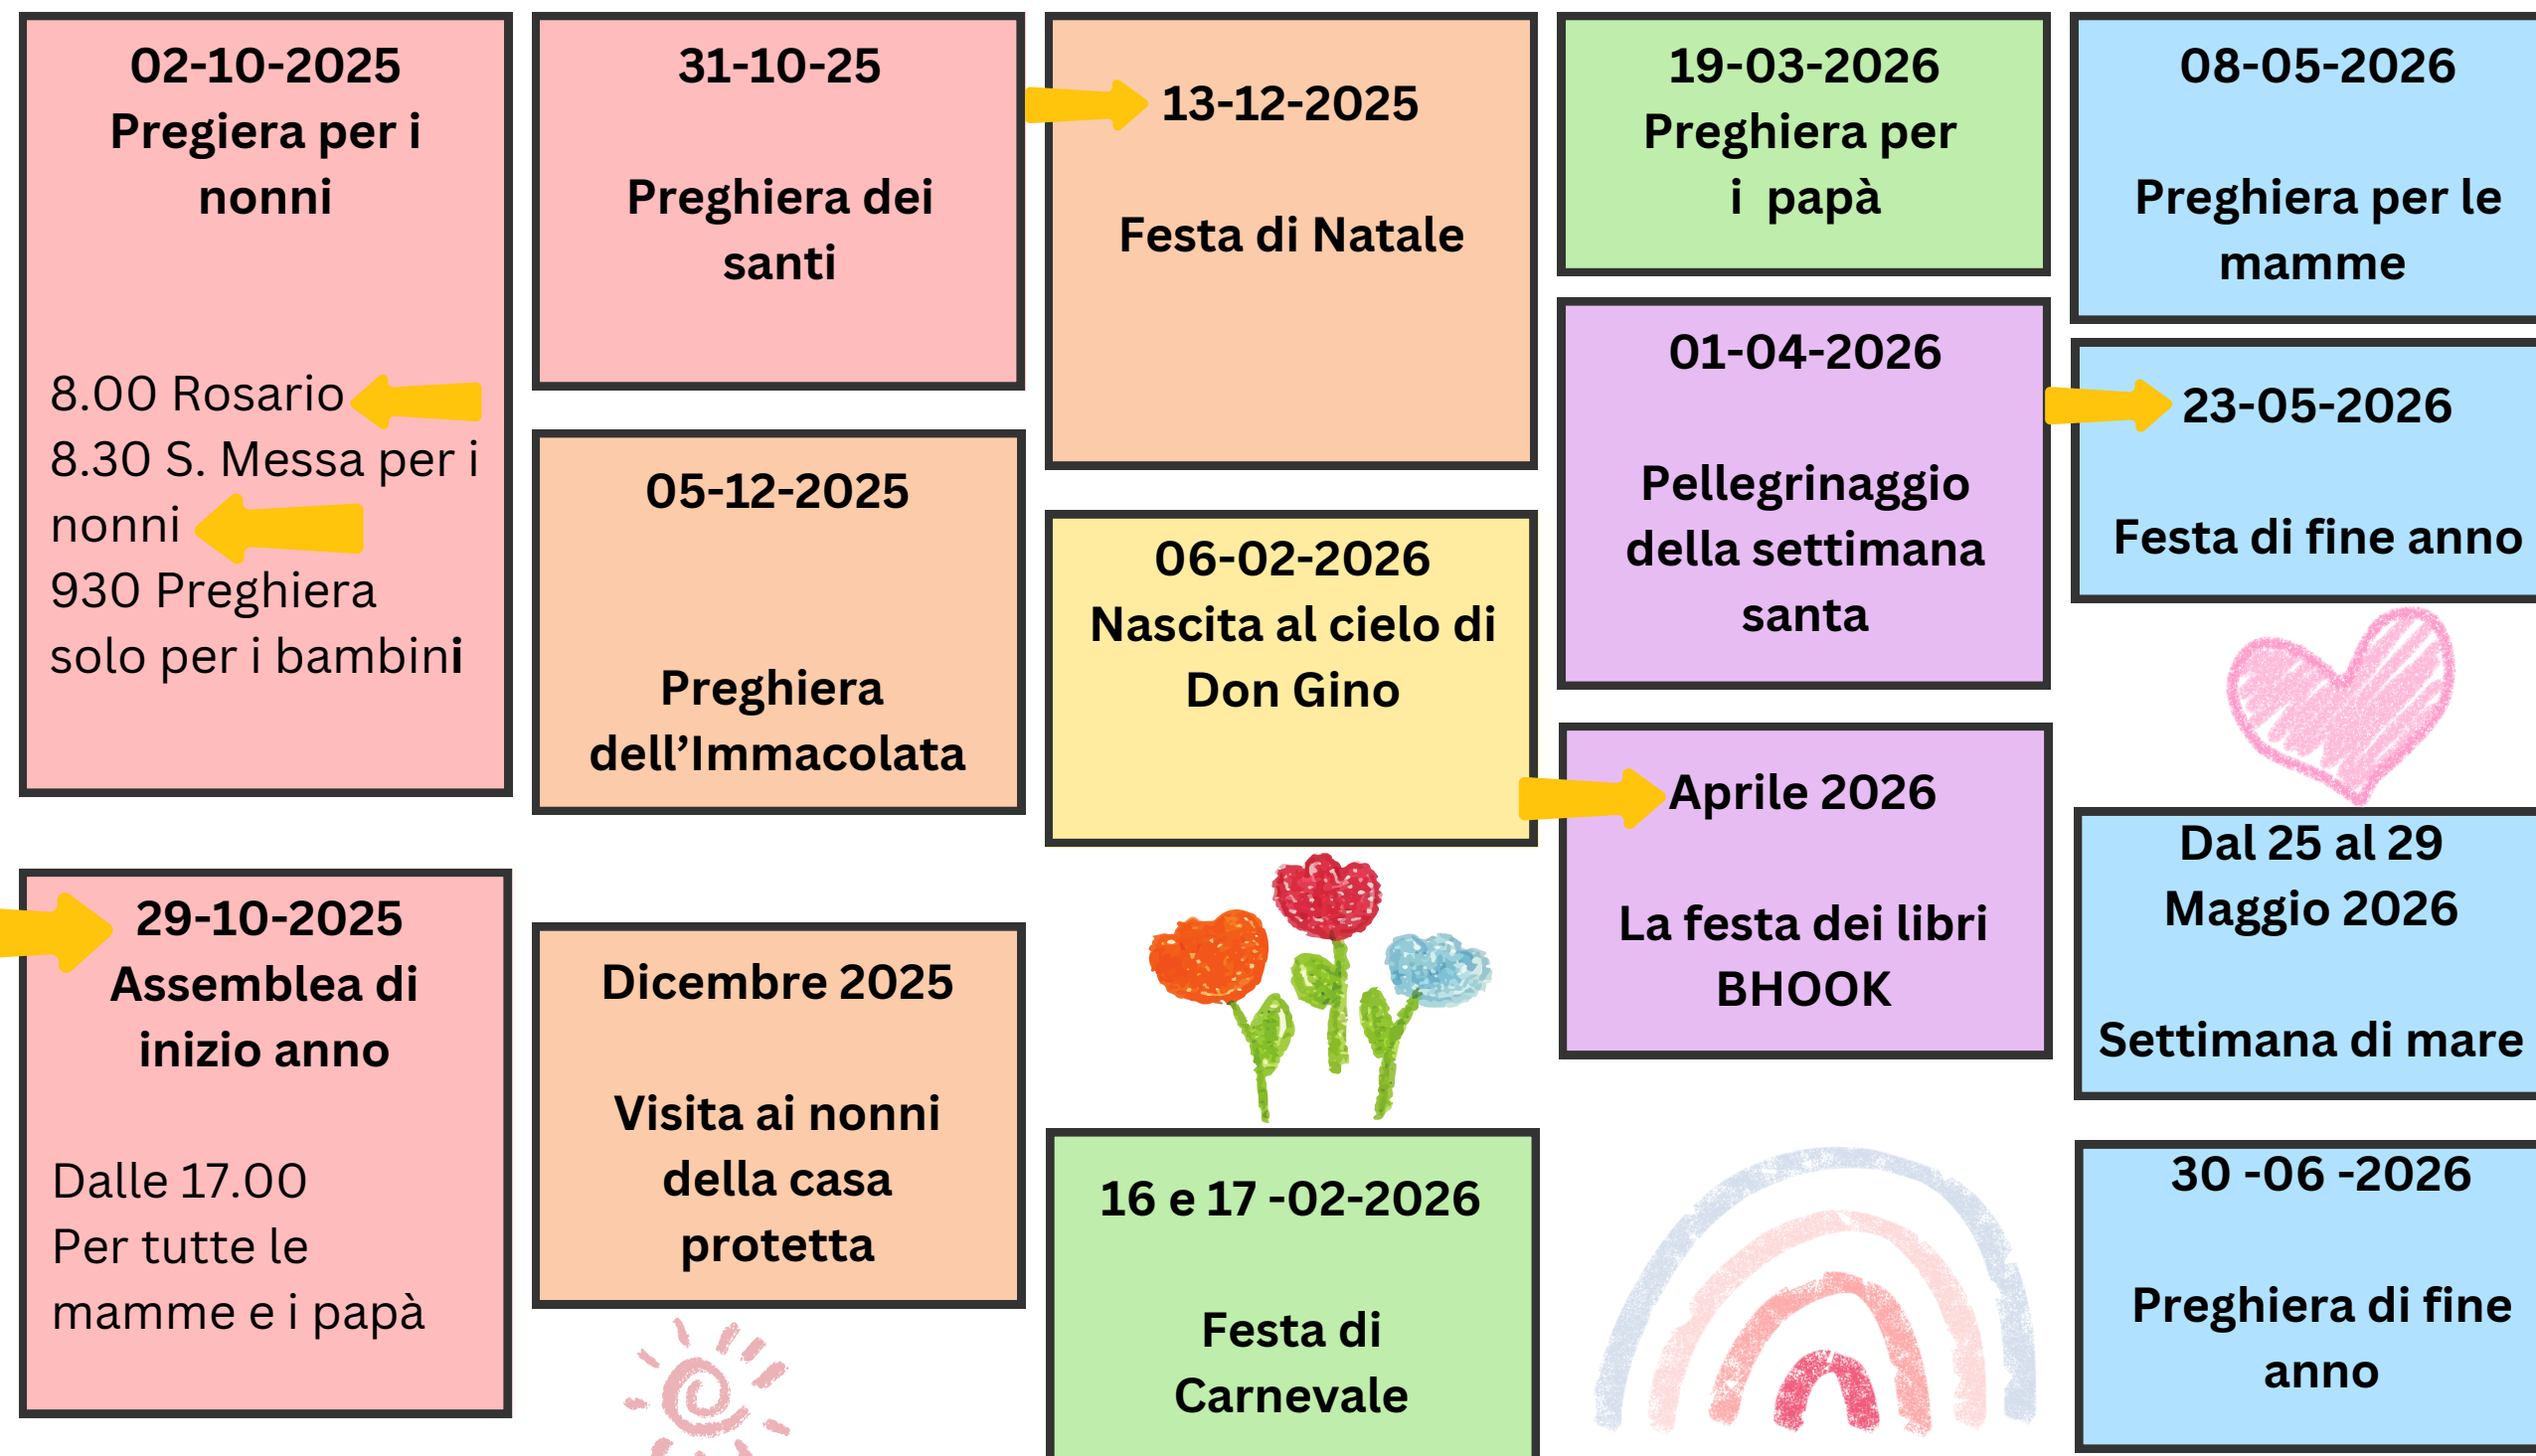 02-10-2025
Pregiera per i
nonni
8.00 Rosario
8.30 S. Messa per i
nonni
930 Preghiera
solo per i bambini
29-10-2025
Assemblea di
inizio anno
Dalle 17.00
Per tutte le
mamme e i papà
31-10-25
Preghiera dei
santi
05-12-2025
Preghiera
dell’Immacolata
Dicembre 2025
Visita ai nonni
della casa
protetta
13-12-2025
Festa di Natale
06-02-2026
Nascita al cielo di
Don Gino
16 e 17 -02-2026
Festa di
Carnevale
19-03-2026
Preghiera per
i  papà
01-04-2026
Pellegrinaggio
della settimana
santa
Aprile 2026
La festa dei libri
BHOOK
08-05-2026
Preghiera per le
mamme
23-05-2026
Festa di fine anno
Dal 25 al 29
Maggio 2026
Settimana di mare
30 -06 -2026
Preghiera di fine
anno